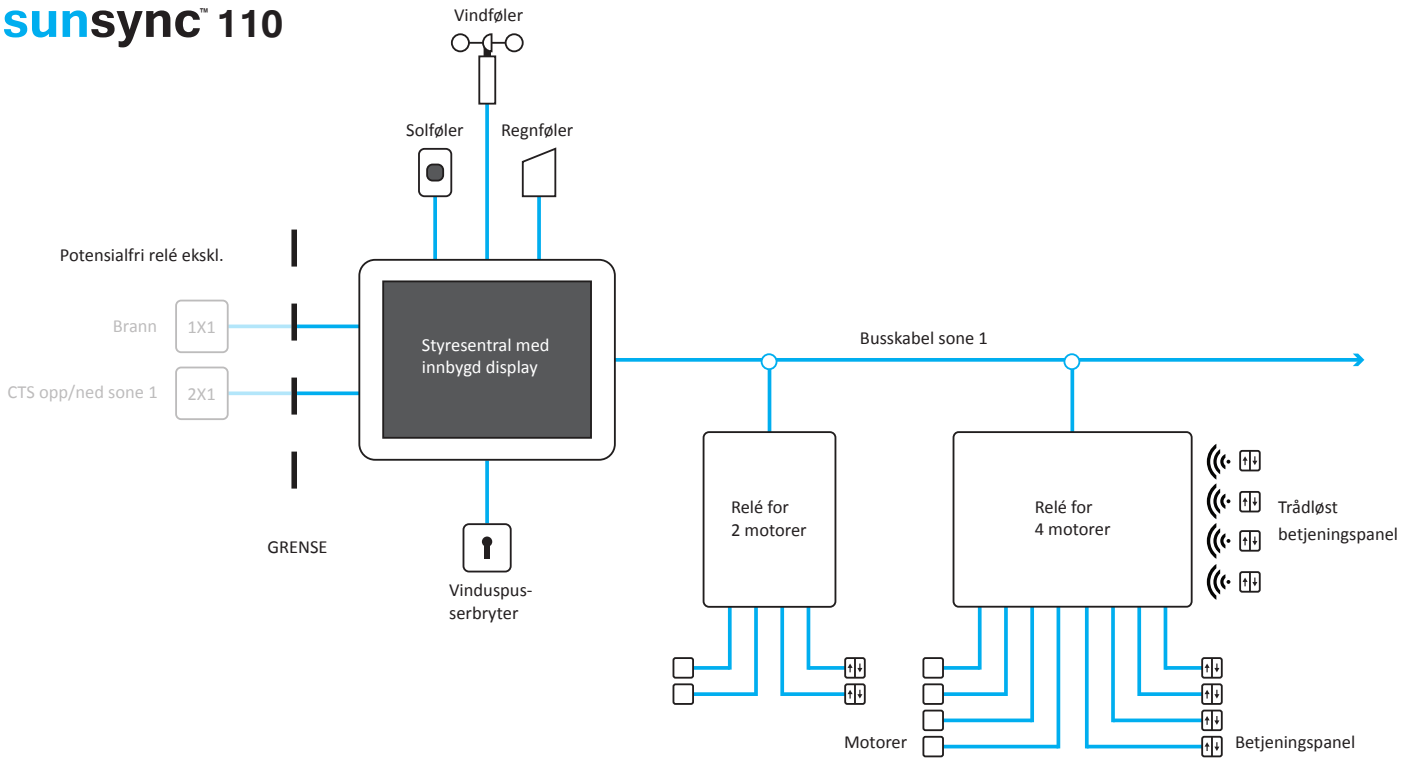 sunsync™ 110
Vindføler
Solføler
Regnføler
Potensialfri relé ekskl.
Brann
1X1
CTS opp/ned sone 1
2X1
GRENSE
Styresentral med
innbygd display
Vinduspus-
serbryter
Busskabel sone 1
Relé for
2 motorer
Relé for
4 motorer
Trådløst
betjeningspanel
Motorer
Betjeningspanel